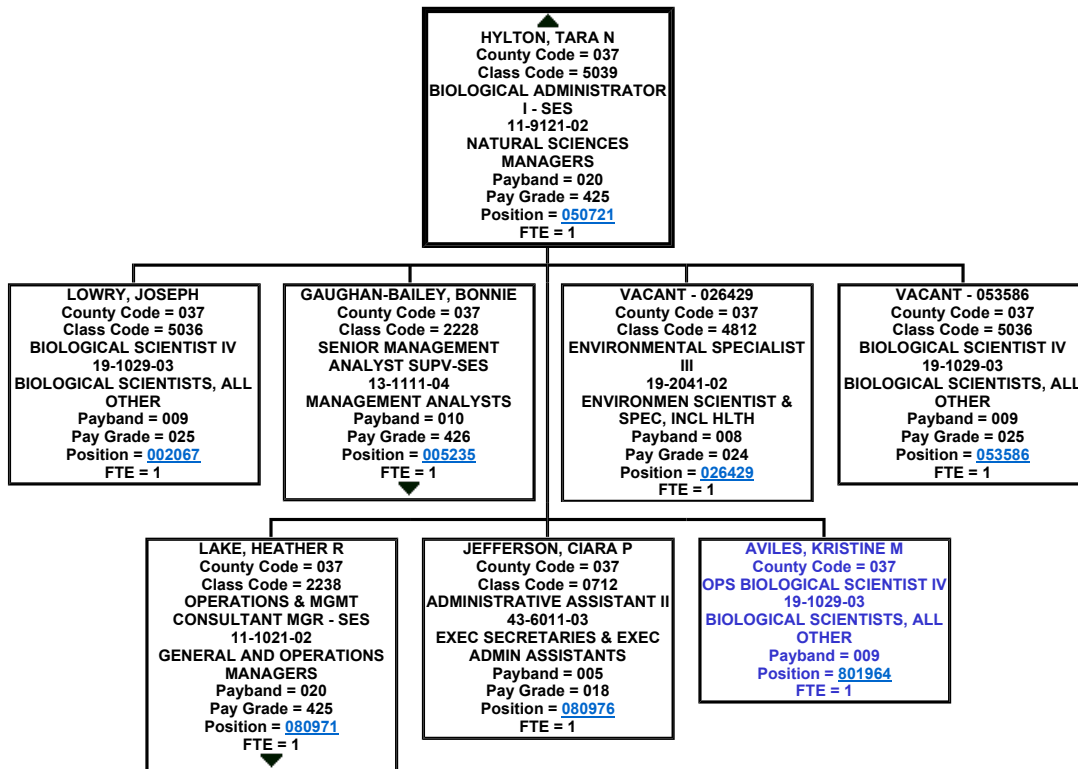 HYLTON, TARA N
County Code = 037
Class Code = 5039
BIOLOGICAL ADMINISTRATOR
I - SES
11-9121-02
NATURAL SCIENCES
MANAGERS
Payband = 020
Pay Grade = 425
Position = 050721
FTE = 1
LOWRY, JOSEPH
County Code = 037
Class Code = 5036
BIOLOGICAL SCIENTIST IV
19-1029-03
BIOLOGICAL SCIENTISTS, ALL
OTHER
Payband = 009
Pay Grade = 025
Position = 002067
FTE = 1
GAUGHAN-BAILEY, BONNIE
County Code = 037
Class Code = 2228
SENIOR MANAGEMENT
ANALYST SUPV-SES
13-1111-04
MANAGEMENT ANALYSTS
Payband = 010
Pay Grade = 426
Position = 005235
FTE = 1
VACANT - 026429
County Code = 037
Class Code = 4812
ENVIRONMENTAL SPECIALIST
III
19-2041-02
ENVIRONMEN SCIENTIST &
SPEC, INCL HLTH
Payband = 008
Pay Grade = 024
Position = 026429
FTE = 1
VACANT - 053586
County Code = 037
Class Code = 5036
BIOLOGICAL SCIENTIST IV
19-1029-03
BIOLOGICAL SCIENTISTS, ALL
OTHER
Payband = 009
Pay Grade = 025
Position = 053586
FTE = 1
LAKE, HEATHER R
County Code = 037
Class Code = 2238
OPERATIONS & MGMT
CONSULTANT MGR - SES
11-1021-02
GENERAL AND OPERATIONS
MANAGERS
Payband = 020
Pay Grade = 425
Position = 080971
FTE = 1
JEFFERSON, CIARA P
County Code = 037
Class Code = 0712
ADMINISTRATIVE ASSISTANT II
43-6011-03
EXEC SECRETARIES & EXEC
ADMIN ASSISTANTS
Payband = 005
Pay Grade = 018
Position = 080976
FTE = 1
AVILES, KRISTINE M
County Code = 037
OPS BIOLOGICAL SCIENTIST IV
19-1029-03
BIOLOGICAL SCIENTISTS, ALL
OTHER
Payband = 009
Position = 801964
FTE = 1